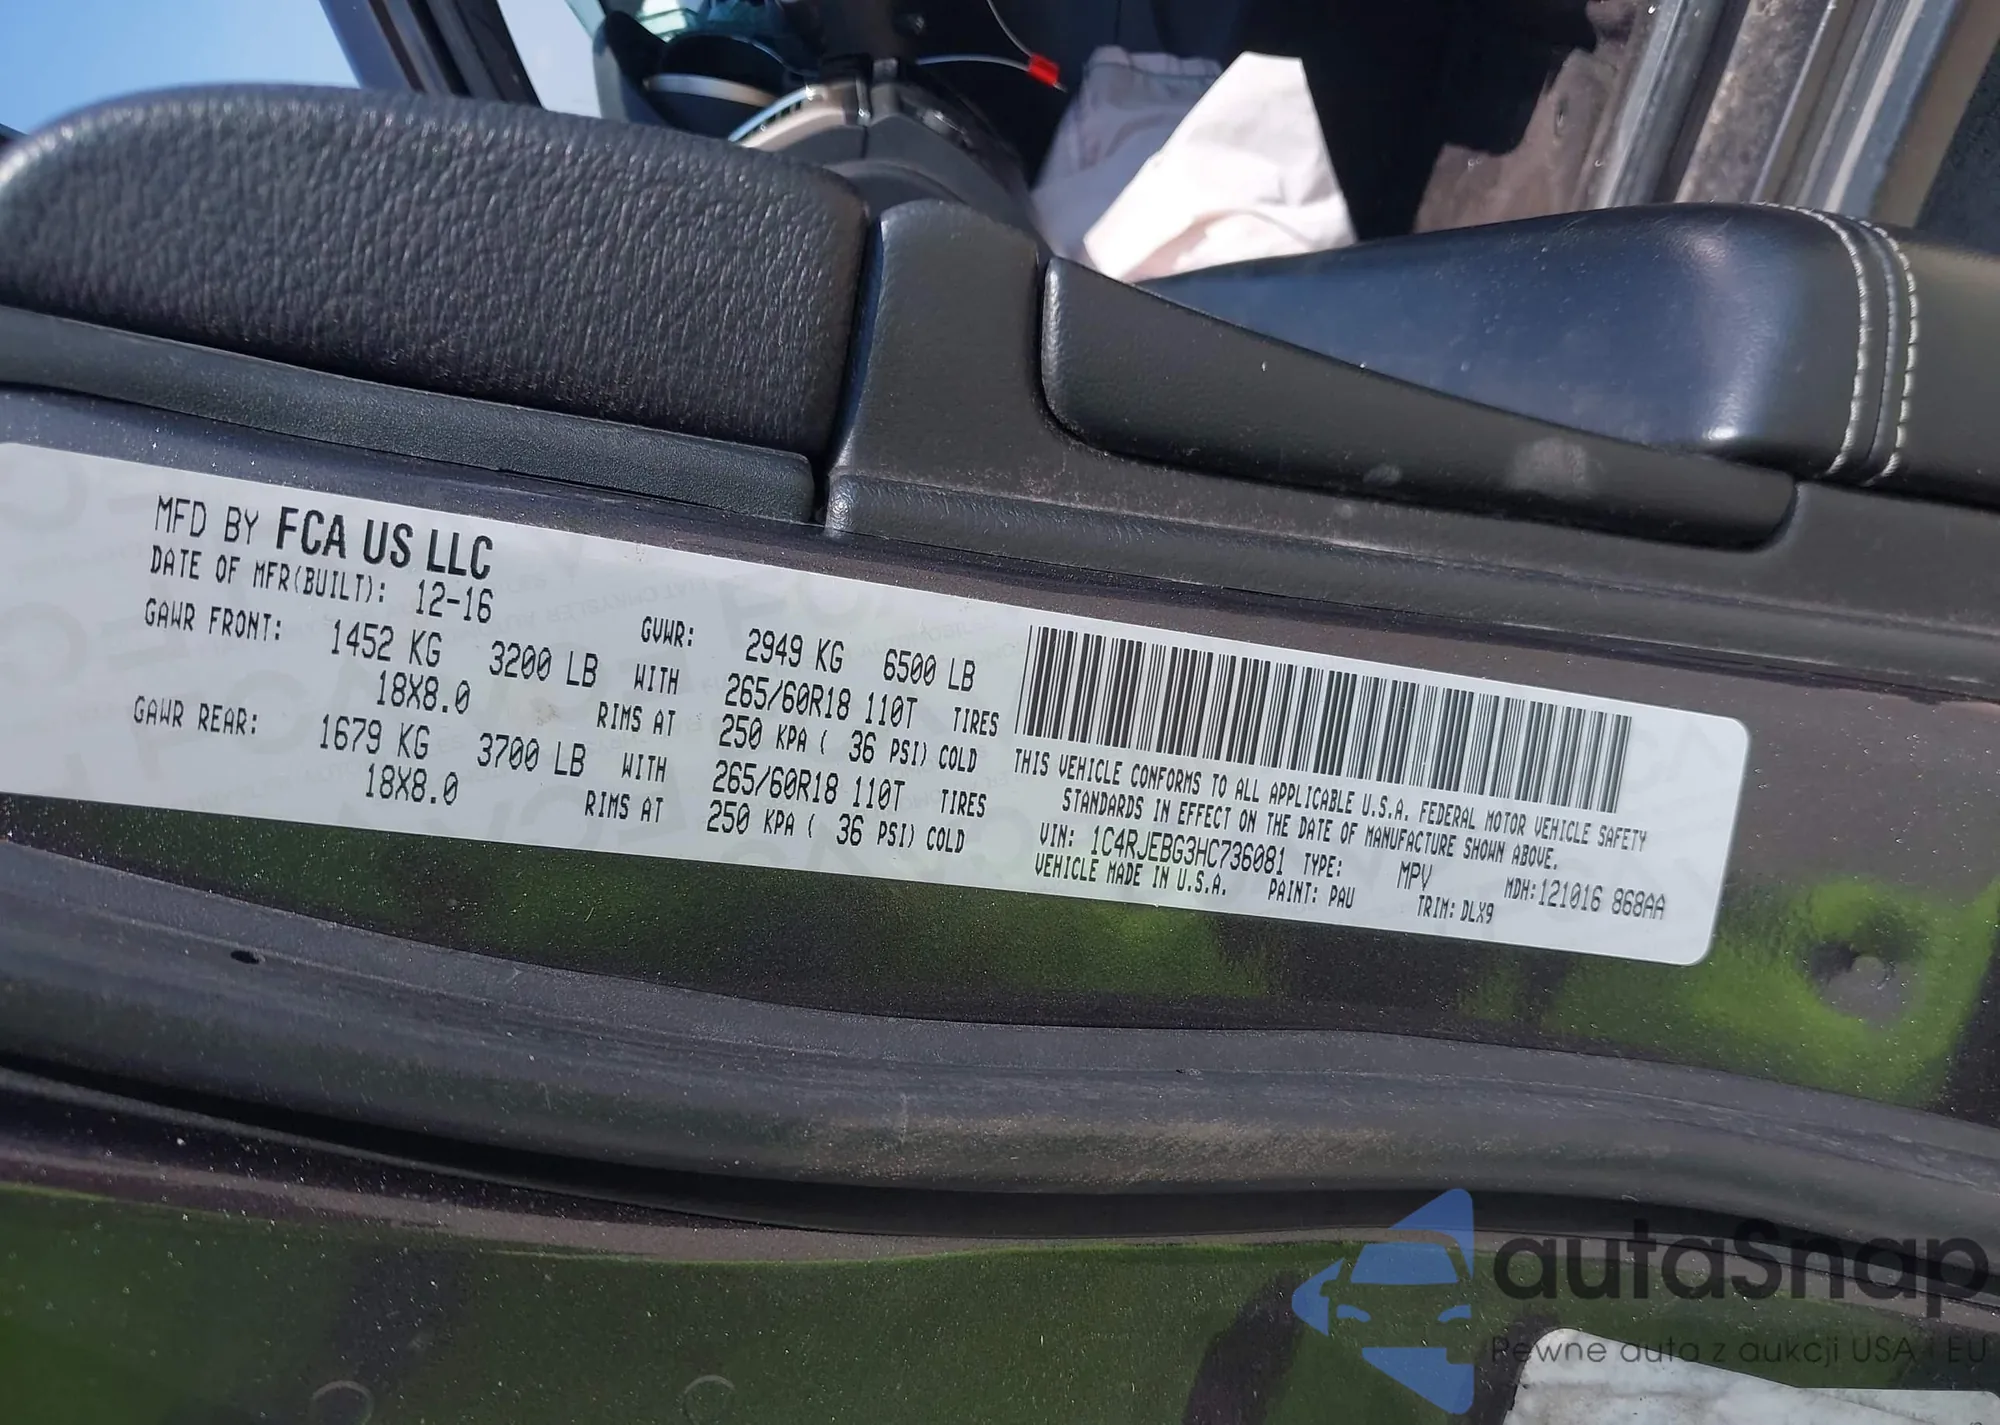 MFD BY FCA US LLC
DATE OF MFR(BUILT): 12-16 GVWR: 2949 KG 6500 LB
GAWR FRONT: 1452 KG 3200 LB WITH 265/60R18 110T TIRES
18X8.0 RIMS AT 250 KPA ( 36 PSI) COLD
GAWR REAR: 1679 KG 3700 LB WITH 265/60R18 110T TIRES
18X8.0 RIMS AT 250 KPA ( 36 PSI) COLD
THIS VEHICLE CONFORMS TO ALL APPLICABLE U.S.A. FEDERAL MOTOR VEHICLE SAFETY
STANDARDS IN EFFECT ON THE DATE OF MANUFACTURE SHOWN ABOVE.
VIN: 1C4RJEBG3HC736081 TYPE: MPV MDH:121016 868AA
VEHICLE MADE IN U.S.A. PAINT: PAU TRIM: DLX9
autaSnap
Pewne auta z aukcji USA i EU